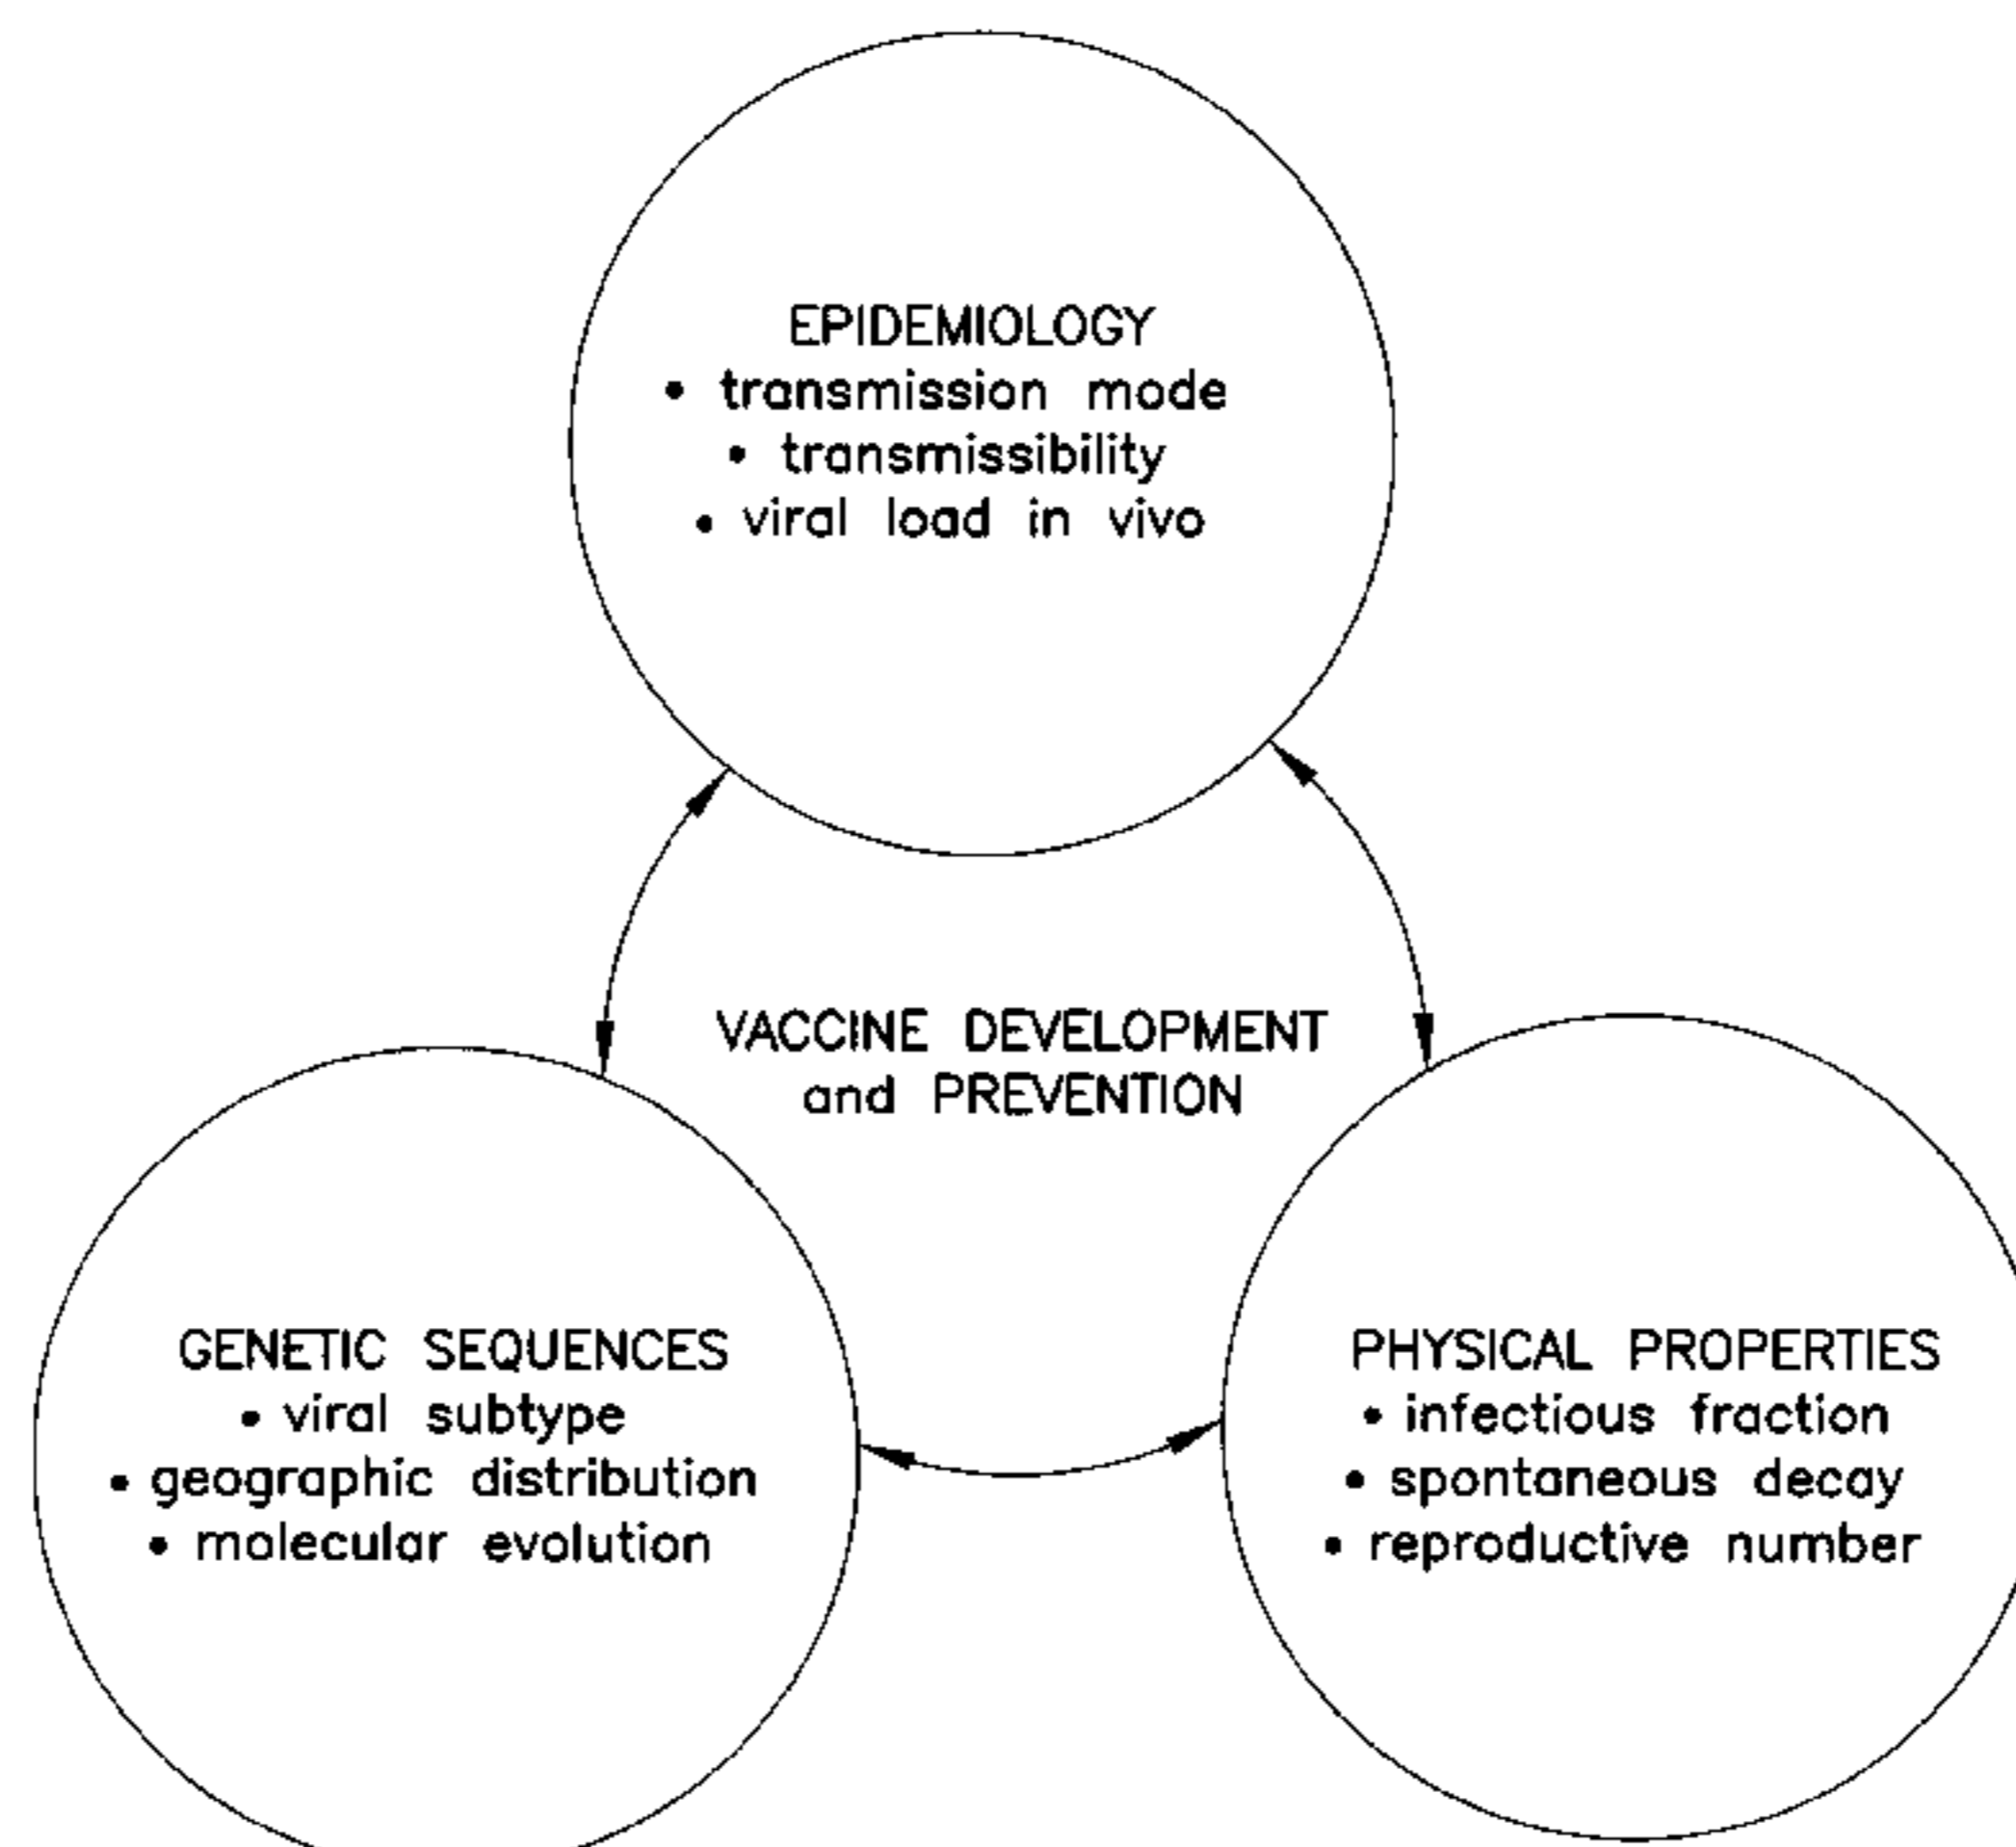 EPIDEMIOLOGY
• transmission mode
• transmissibility
• viral load in vivo
VACCINE DEVELOPMENT
and PREVENTION
GENETIC SEQUENCES
• viral subtype
• geographic distribution
• molecular evolution
PHYSICAL PROPERTIES
• infectious fraction
• spontaneous decay
• reproductive number